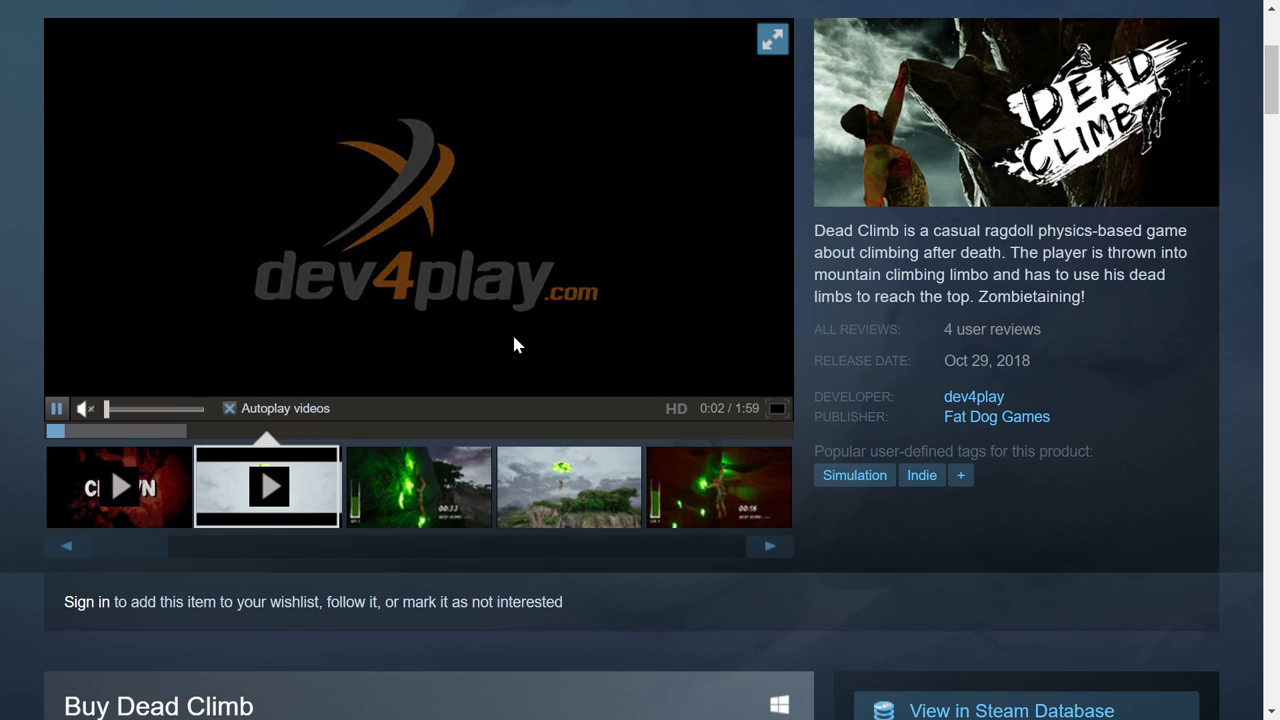 dev4play.com
Autoplay videos
HD 0:02 / 1:59
00:33
00:16
Sign in to add this item to your wishlist, follow it, or mark it as not interested
Buy Dead Climb
DEAD
CLIMB
Dead Climb is a casual ragdoll physics-based game
about climbing after death. The player is thrown into
mountain climbing limbo and has to use his dead
limbs to reach the top. Zombietaining!
ALL REVIEWS: 4 user reviews
RELEASE DATE: Oct 29, 2018
DEVELOPER: dev4play
PUBLISHER: Fat Dog Games
Popular user-defined tags for this product:
Simulation Indie +
View in Steam Database